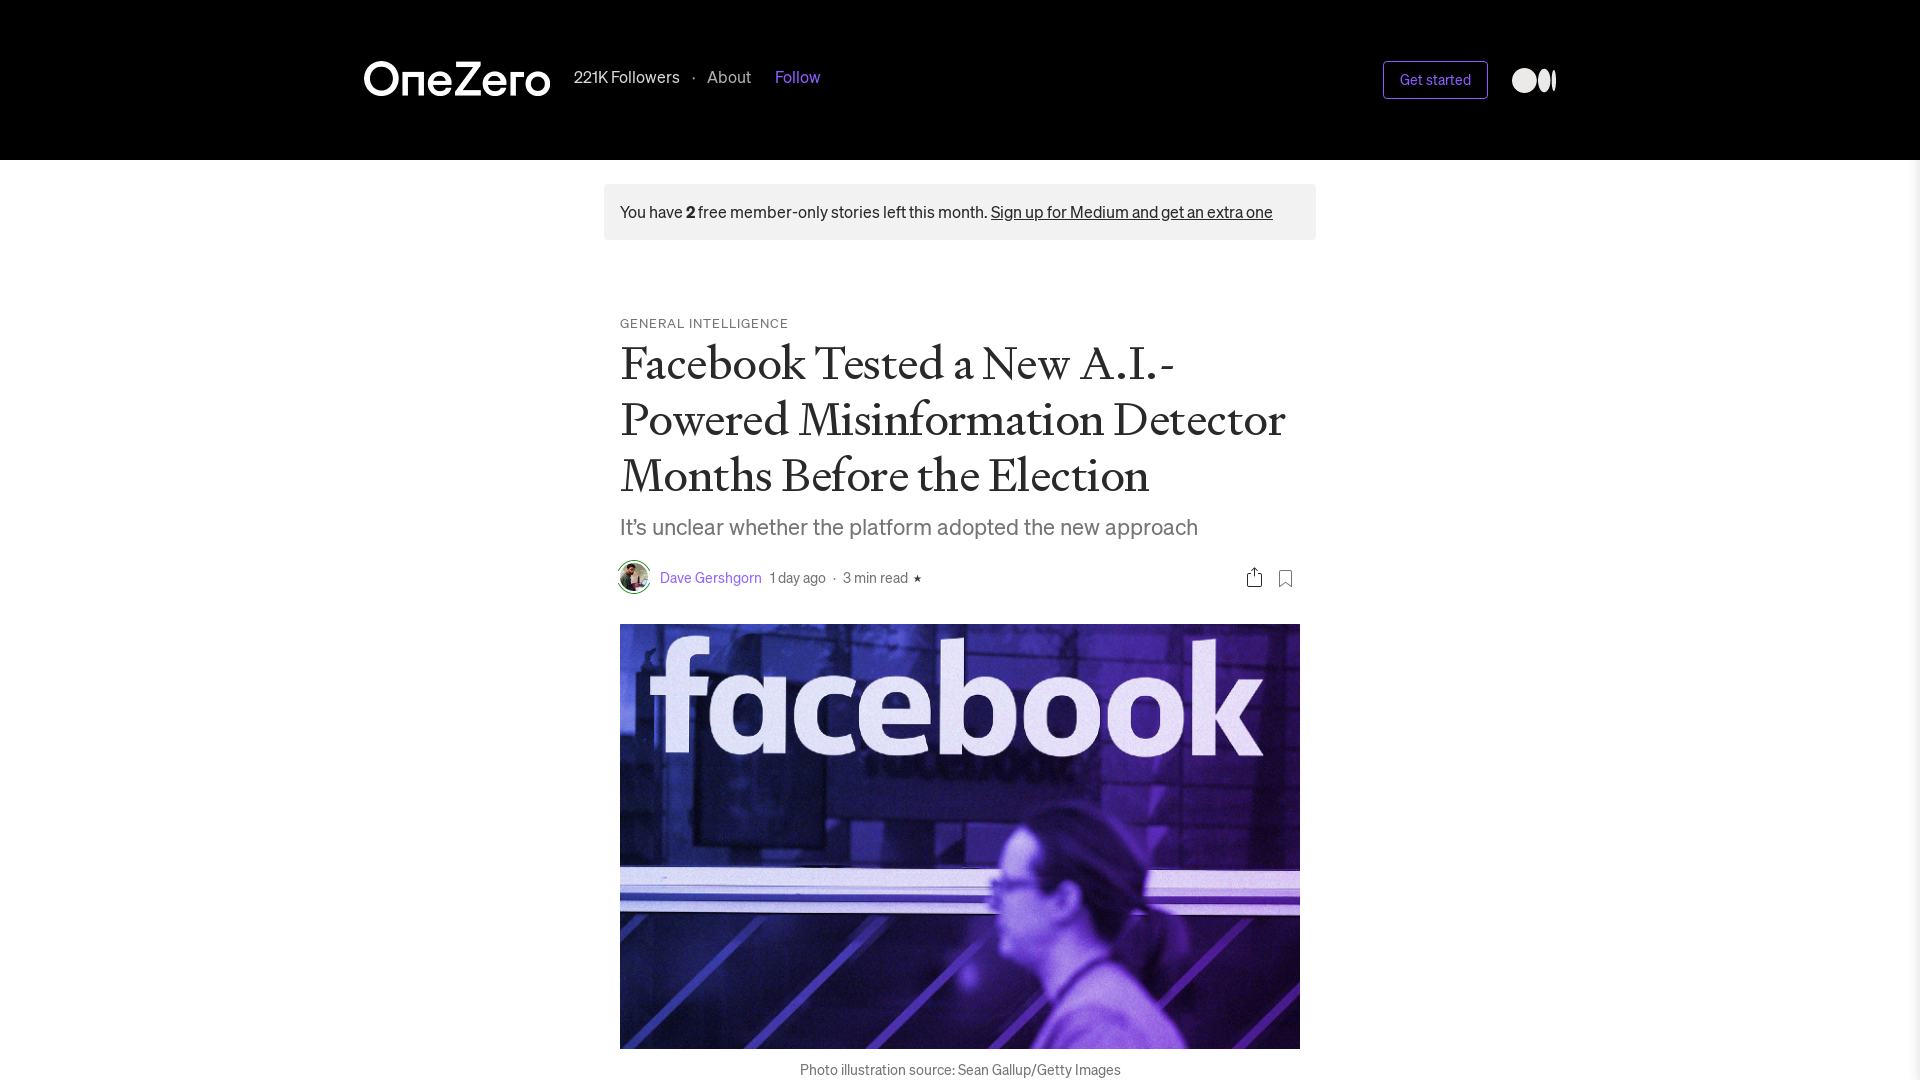 OneZero
221K Followers · About Follow
Get started
You have 2 free member-only stories left this month. Sign up for Medium and get an extra one
GENERAL INTELLIGENCE
Facebook Tested a New A.I.-
Powered Misinformation Detector
Months Before the Election
It’s unclear whether the platform adopted the new approach
Dave Gershgorn 1 day ago · 3 min read ★
facebook
Photo illustration source: Sean Gallup/Getty Images